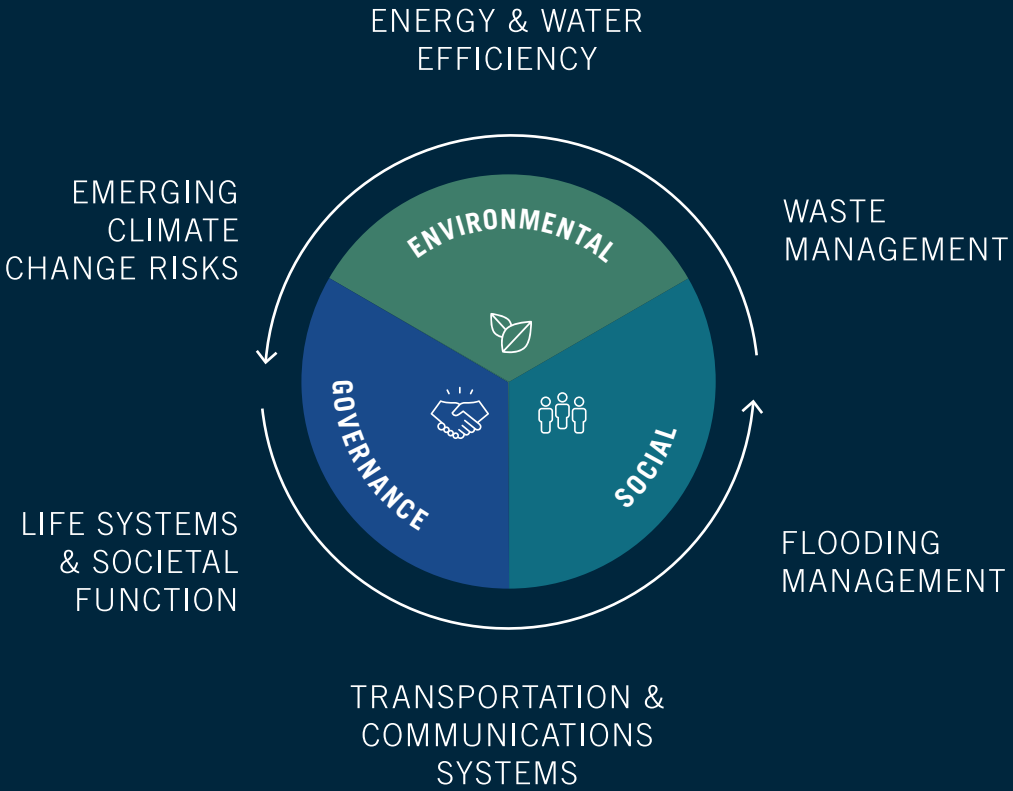 ENERGY & WATER
EFFICIENCY
EMERGING
CLIMATE
CHANGE RISKS
WASTE
MANAGEMENT
ENVIRONMENTAL
GOVERNANCE
SOCIAL
LIFE SYSTEMS
& SOCIETAL
FUNCTION
FLOODING
MANAGEMENT
TRANSPORTATION &
COMMUNICATIONS
SYSTEMS